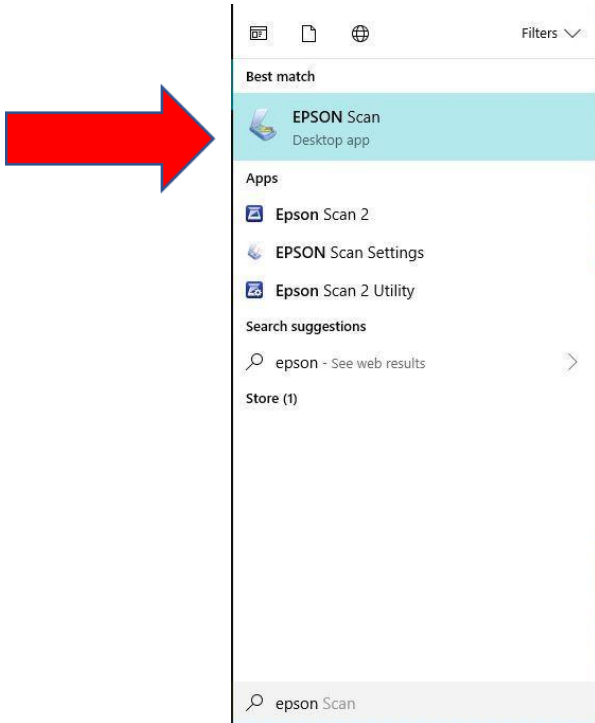 Filters
Best match
EPSON Scan
Desktop app
Apps
Epson Scan 2
EPSON Scan Settings
Epson Scan 2 Utility
Search suggestions
epson - See web results
Store (1)
epson Scan